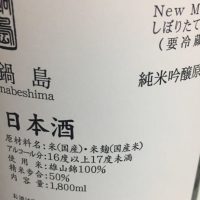 鍋島
nabeshima
New M
しぼりたて
(要冷蔵
純米吟醸原
日本酒
原材料名:米(国産)・米麹(国産米)
アルコール分:16度以上17度未満
使用米:雄山錦100%
精米歩合:50%
内容量:1,800ml